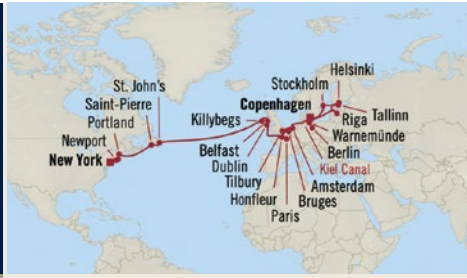 Helsinki
Stockholm
St. John's
Saint-Pierre
Portland
Newport
New York
Copenhagen
Killybegs
Tallinn
Riga
Warnemünde
Belfast
Berlin
Dublin
Kiel Canal
Tilbury
Amsterdam
Honfleur
Bruges
Paris